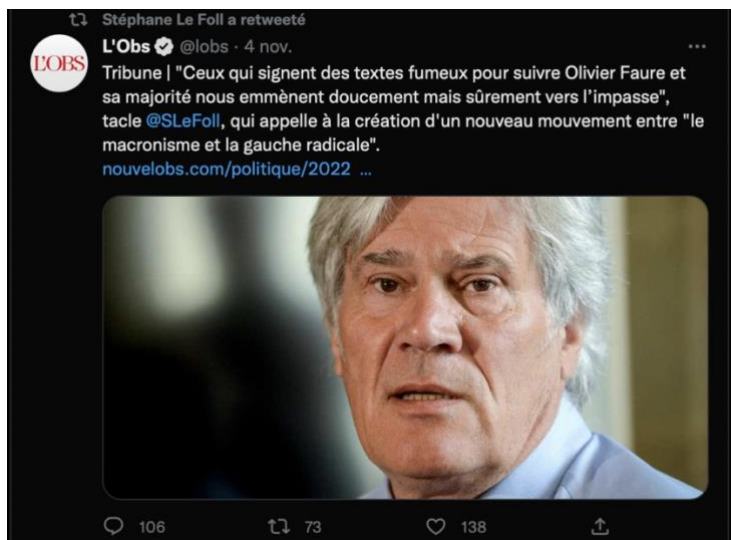 Stéphane Le Foll a retweeté
L'Obs @lobs · 4 nov.
L'OBS
Tribune | "Ceux qui signent des textes fumeux pour suivre Olivier Faure et
sa majorité nous emmènent doucement mais sûrement vers l’impasse",
tacle @SLeFoll, qui appelle à la création d'un nouveau mouvement entre "le
macronisme et la gauche radicale".
nouvelobs.com/politique/2022 ...
106 73 138